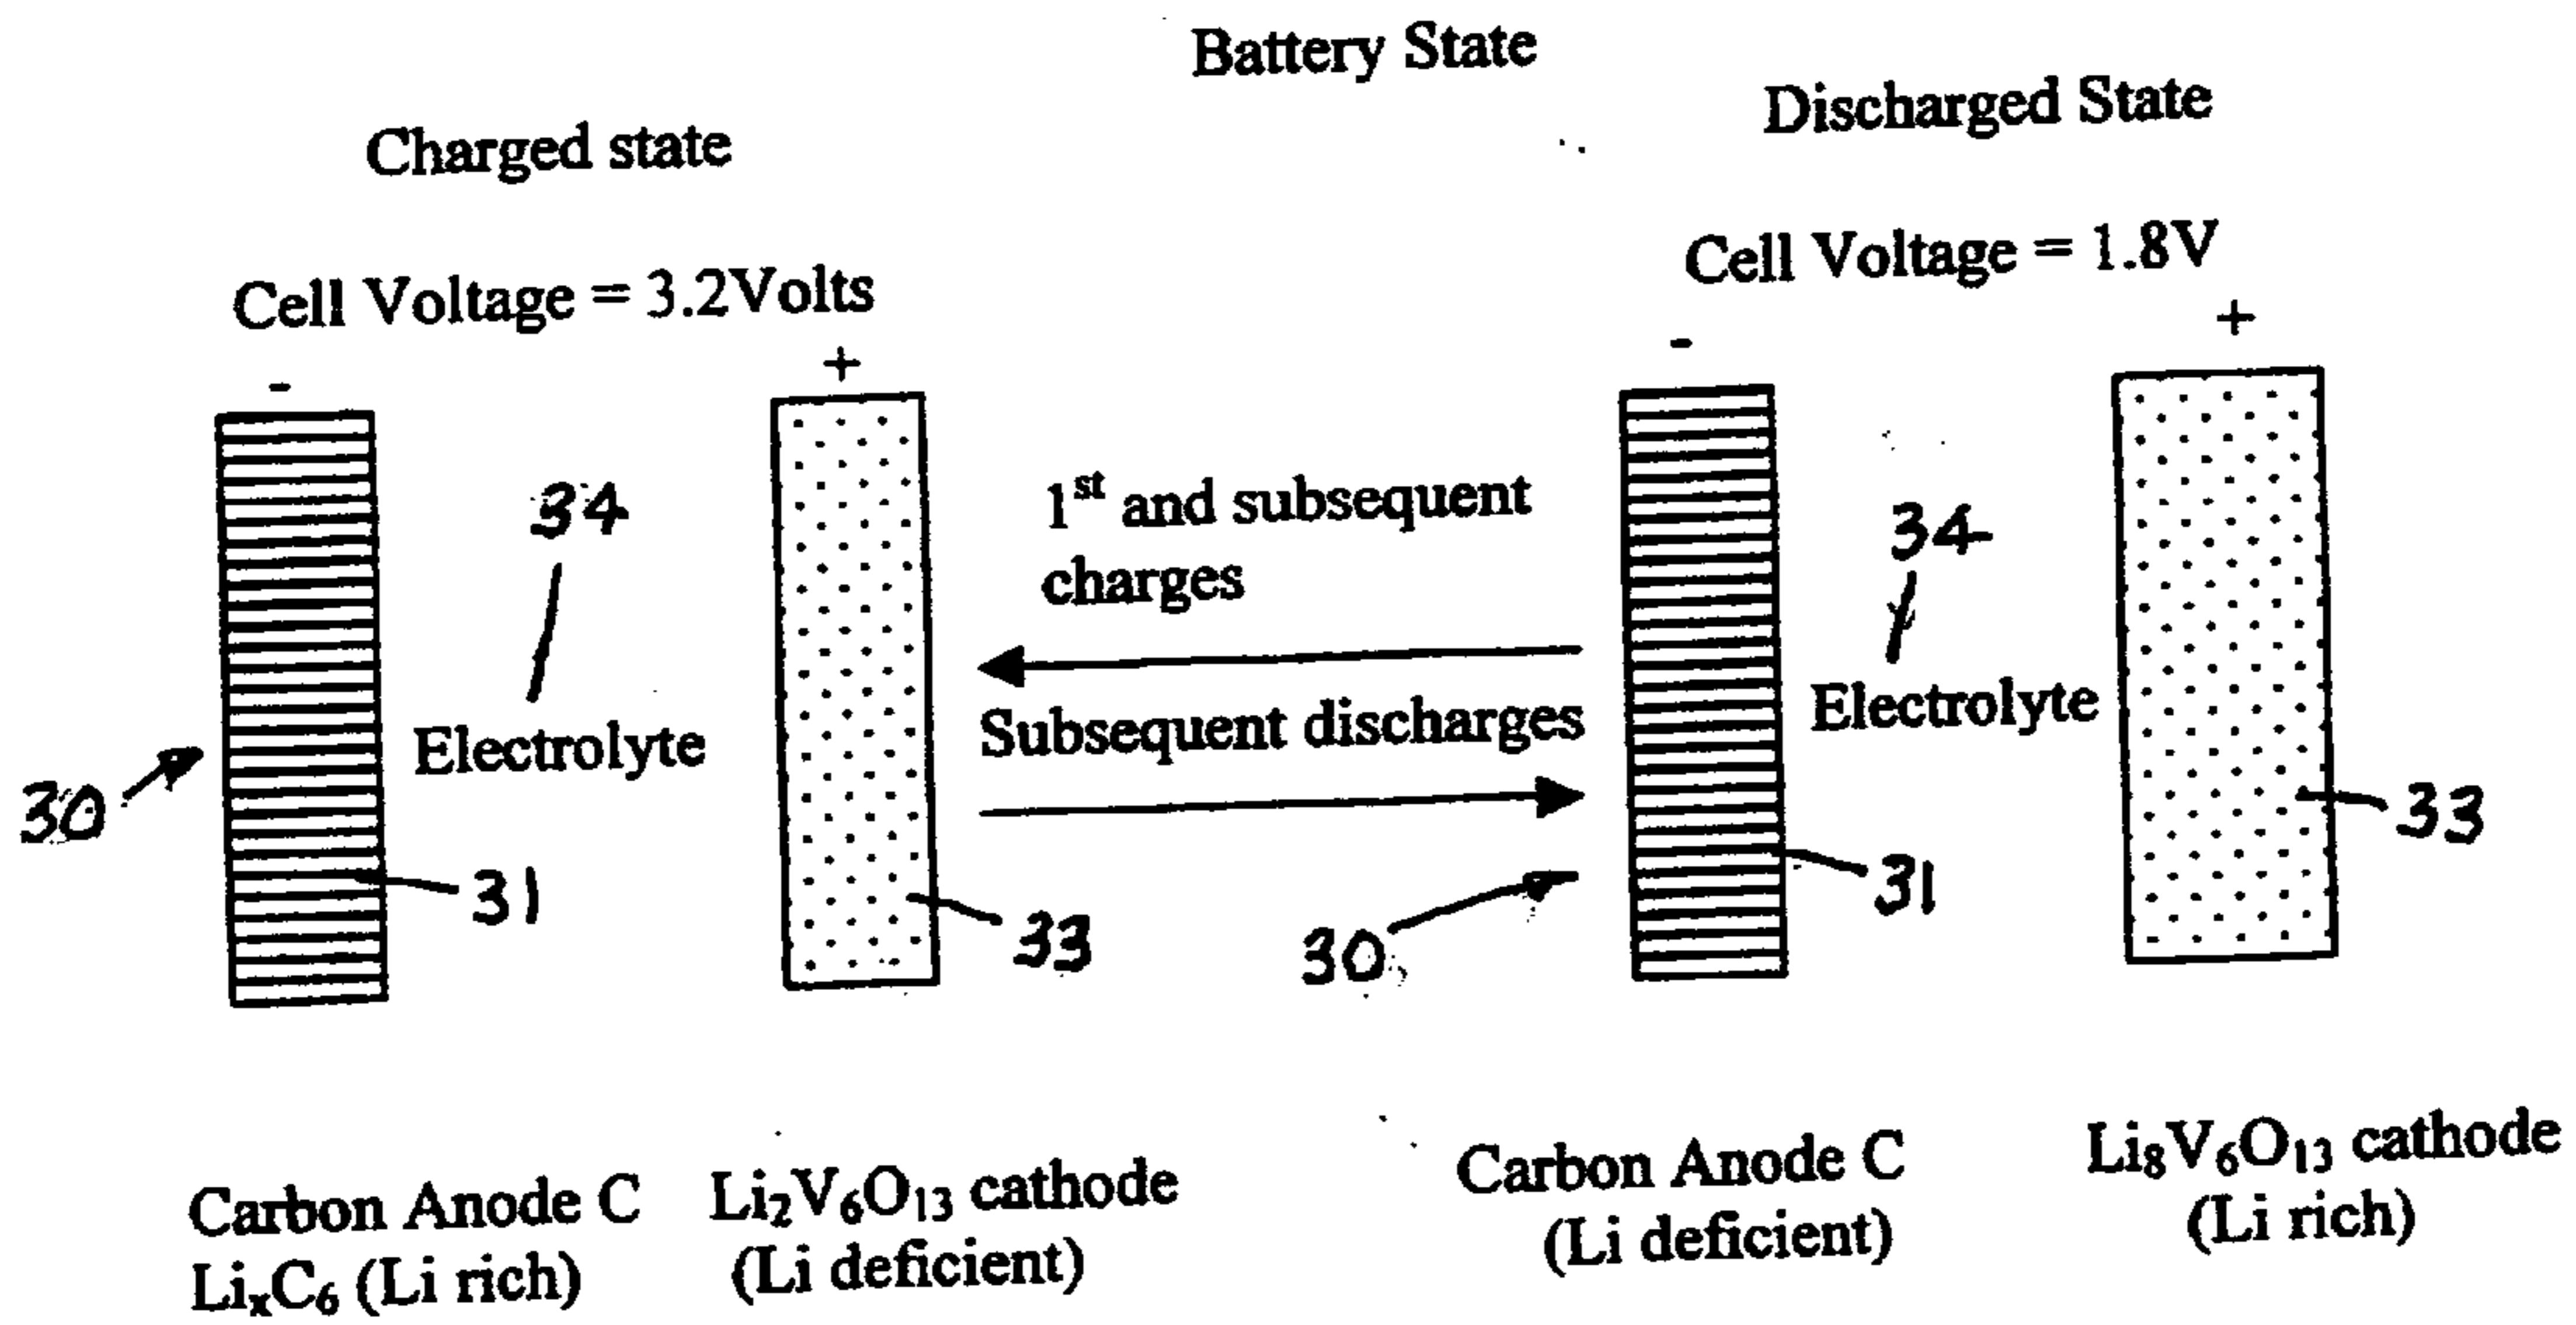 Battery State
Charged state
Discharged State
Cell Voltage = 3.2Volts
Cell Voltage = 1.8V
-
+
-
+
34
1st and subsequent
charges
34
Electrolyte
Subsequent discharges
Electrolyte
30
31
33
30
31
33
Carbon Anode C
LixC6 (Li rich)
Li2V6O13 cathode
(Li deficient)
Carbon Anode C
(Li deficient)
Li8V6O13 cathode
(Li rich)